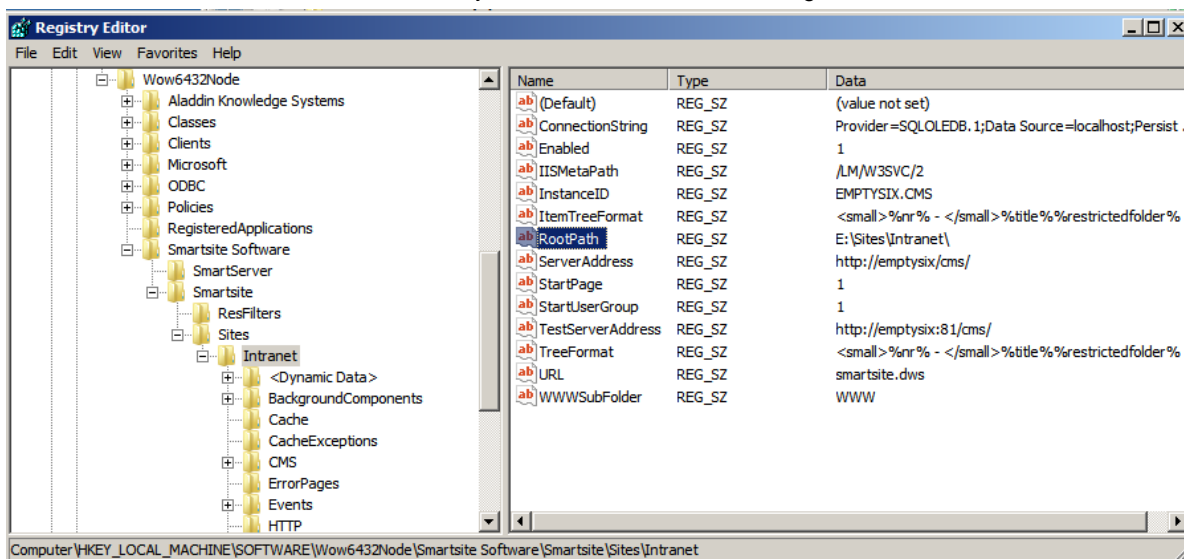 Registry Editor
File Edit View Favorites Help
Wow6432Node
Aladdin Knowledge Systems
Classes
Clients
Microsoft
ODBC
Policies
RegisteredApplications
Smartsite Software
SmartServer
Smartsite
ResFilters
Sites
Intranet
<Dynamic Data>
BackgroundComponents
Cache
CacheExceptions
CMS
ErrorPages
Events
HTTP
Name Type Data
(Default) REG_SZ (value not set)
ConnectionString REG_SZ Provider=SQLOLEDB.1;Data Source=localhost;Persist .
Enabled REG_SZ 1
IISMetaPath REG_SZ /LM/W3SVC/2
InstanceID REG_SZ EMPTYSIX.CMS
ItemTreeFormat REG_SZ <small>%nr% - </small>%title%%restrictedfolder%
RootPath REG_SZ E:\Sites\Intranet\
ServerAddress REG_SZ http://emptysix/cms/
StartPage REG_SZ 1
StartUserGroup REG_SZ 1
TestServerAddress REG_SZ http://emptysix:81/cms/
TreeFormat REG_SZ <small>%nr% - </small>%title%%restrictedfolder%
URL REG_SZ smartsite.dws
WWWSubFolder REG_SZ WWW
Computer\HKEY_LOCAL_MACHINE\SOFTWARE\Wow6432Node\Smartsite Software\Smartsite\Sites\Intranet